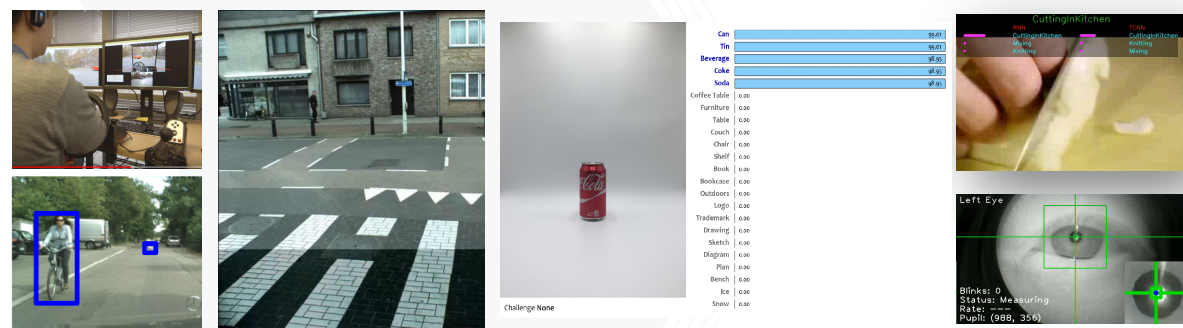 Cola
Challenge None
Can 99.01
Tin 99.01
Beverage 98.95
Coke 98.95
Soda 98.95
Coffee Table 0.00
Furniture 0.00
Table 0.00
Couch 0.00
Chair 0.00
Shelf 0.00
Book 0.00
Bookcase 0.00
Outdoors 0.00
Logo 0.00
Trademark 0.00
Drawing 0.00
Sketch 0.00
Diagram 0.00
Plan 0.00
Bench 0.00
Ice 0.00
Snow 0.00
CuttingInKitchen
RNN TCNN
CuttingInKitchen CuttingInKitchen
Mixing Knitting
Knitting Mixing
Left Eye
Blinks: 0
Status: Measuring
Rate: ---
Pupil: (988, 356)